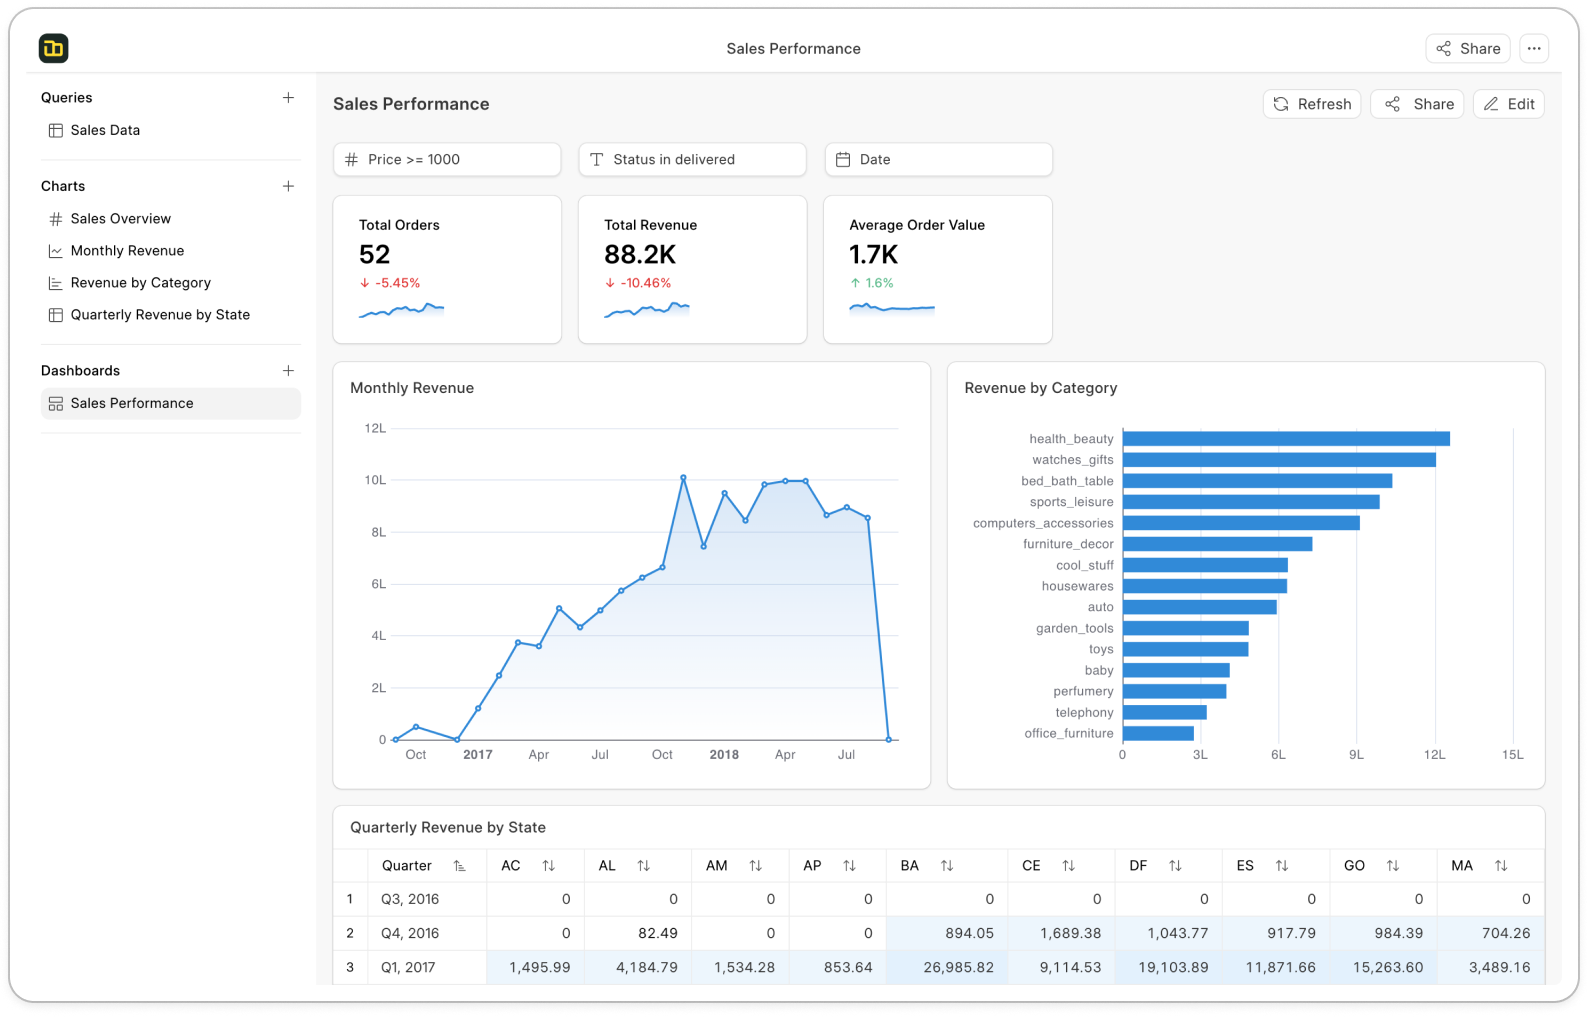 Sales Performance
Share
Queries
Sales Data
Charts
Sales Overview
Monthly Revenue
Revenue by Category
Quarterly Revenue by State
Dashboards
Sales Performance
Sales Performance
Refresh Share Edit
Price >= 1000 Status in delivered Date
Total Orders
52
-5.45%
Total Revenue
88.2K
-10.46%
Average Order Value
1.7K
1.6%
Monthly Revenue
12L
10L
8L
6L
4L
2L
0
Oct 2017 Apr Jul Oct 2018 Apr Jul
Revenue by Category
health_beauty
watches_gifts
bed_bath_table
sports_leisure
computers_accessories
furniture_decor
cool_stuff
housewares
auto
garden_tools
toys
baby
perfumery
telephony
office_furniture
0 3L 6L 9L 12L 15L
Quarterly Revenue by State
Quarter AC AL AM AP BA CE DF ES GO MA
1 Q3, 2016 0 0 0 0 0 0 0 0 0 0
2 Q4, 2016 0 82.49 0 0 894.05 1,689.38 1,043.77 917.79 984.39 704.26
3 Q1, 2017 1,495.99 4,184.79 1,534.28 853.64 26,985.82 9,114.53 19,103.89 11,871.66 15,263.60 3,489.16